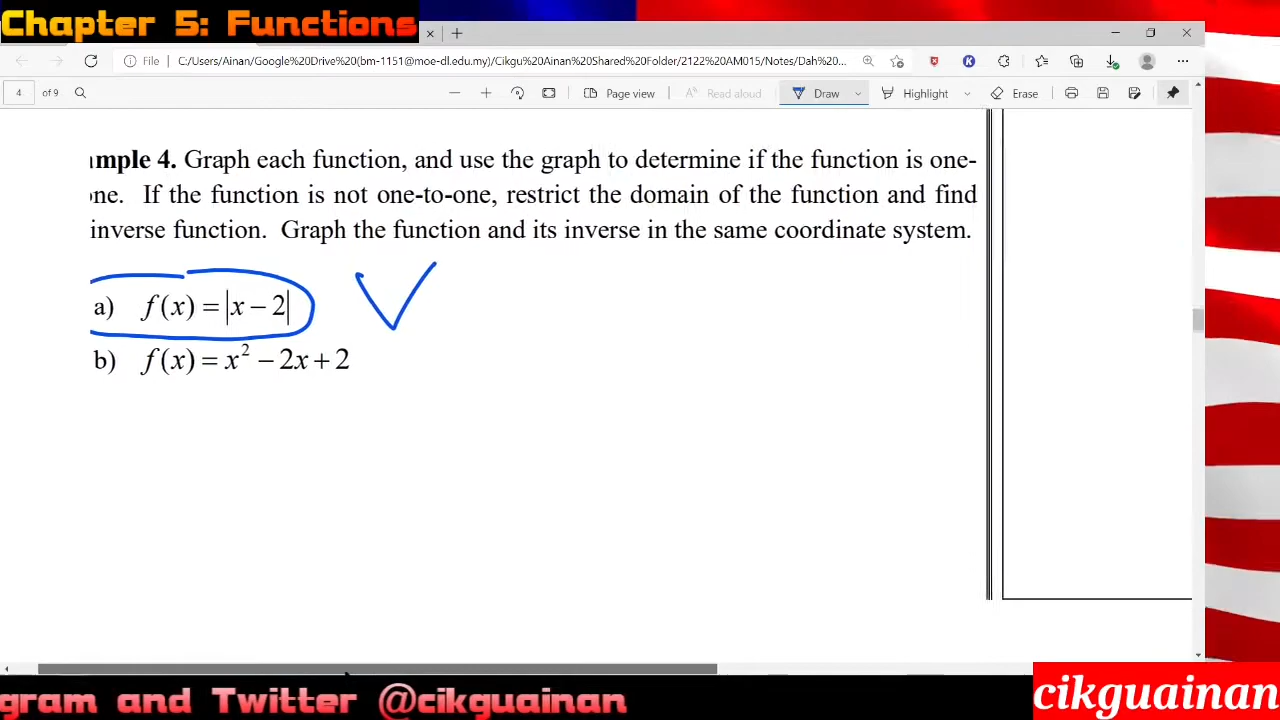 Chapter 5: Functions
File
C:/Users/Ainan/Google%20Drive%20(bm-1151@moe-dl.edu.my)/Cikgu%20Ainan%20Shared%20Folder/2122%20AM015/Notes/Dah%20...
4 of 9
Page view
Read aloud
Draw
Highlight
Erase
mple 4. Graph each function, and use the graph to determine if the function is one-
ne. If the function is not one-to-one, restrict the domain of the function and find
inverse function. Graph the function and its inverse in the same coordinate system.
a) f(x) = |x − 2|
b) f(x) = x² − 2x + 2
gram and Twitter @cikguainan
cikguainan